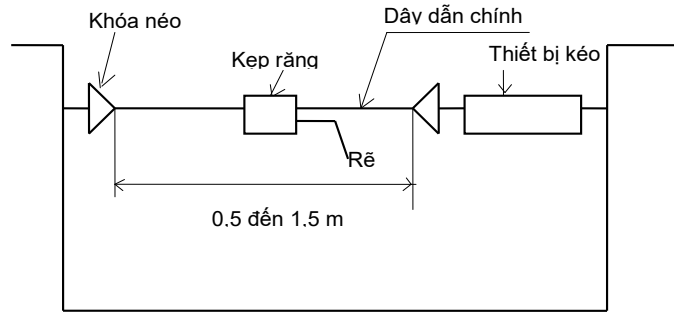 Khóa néo
Dây dẫn chính
Kẹp răng
Thiết bị kéo
Rẽ
0,5 đến 1,5 m